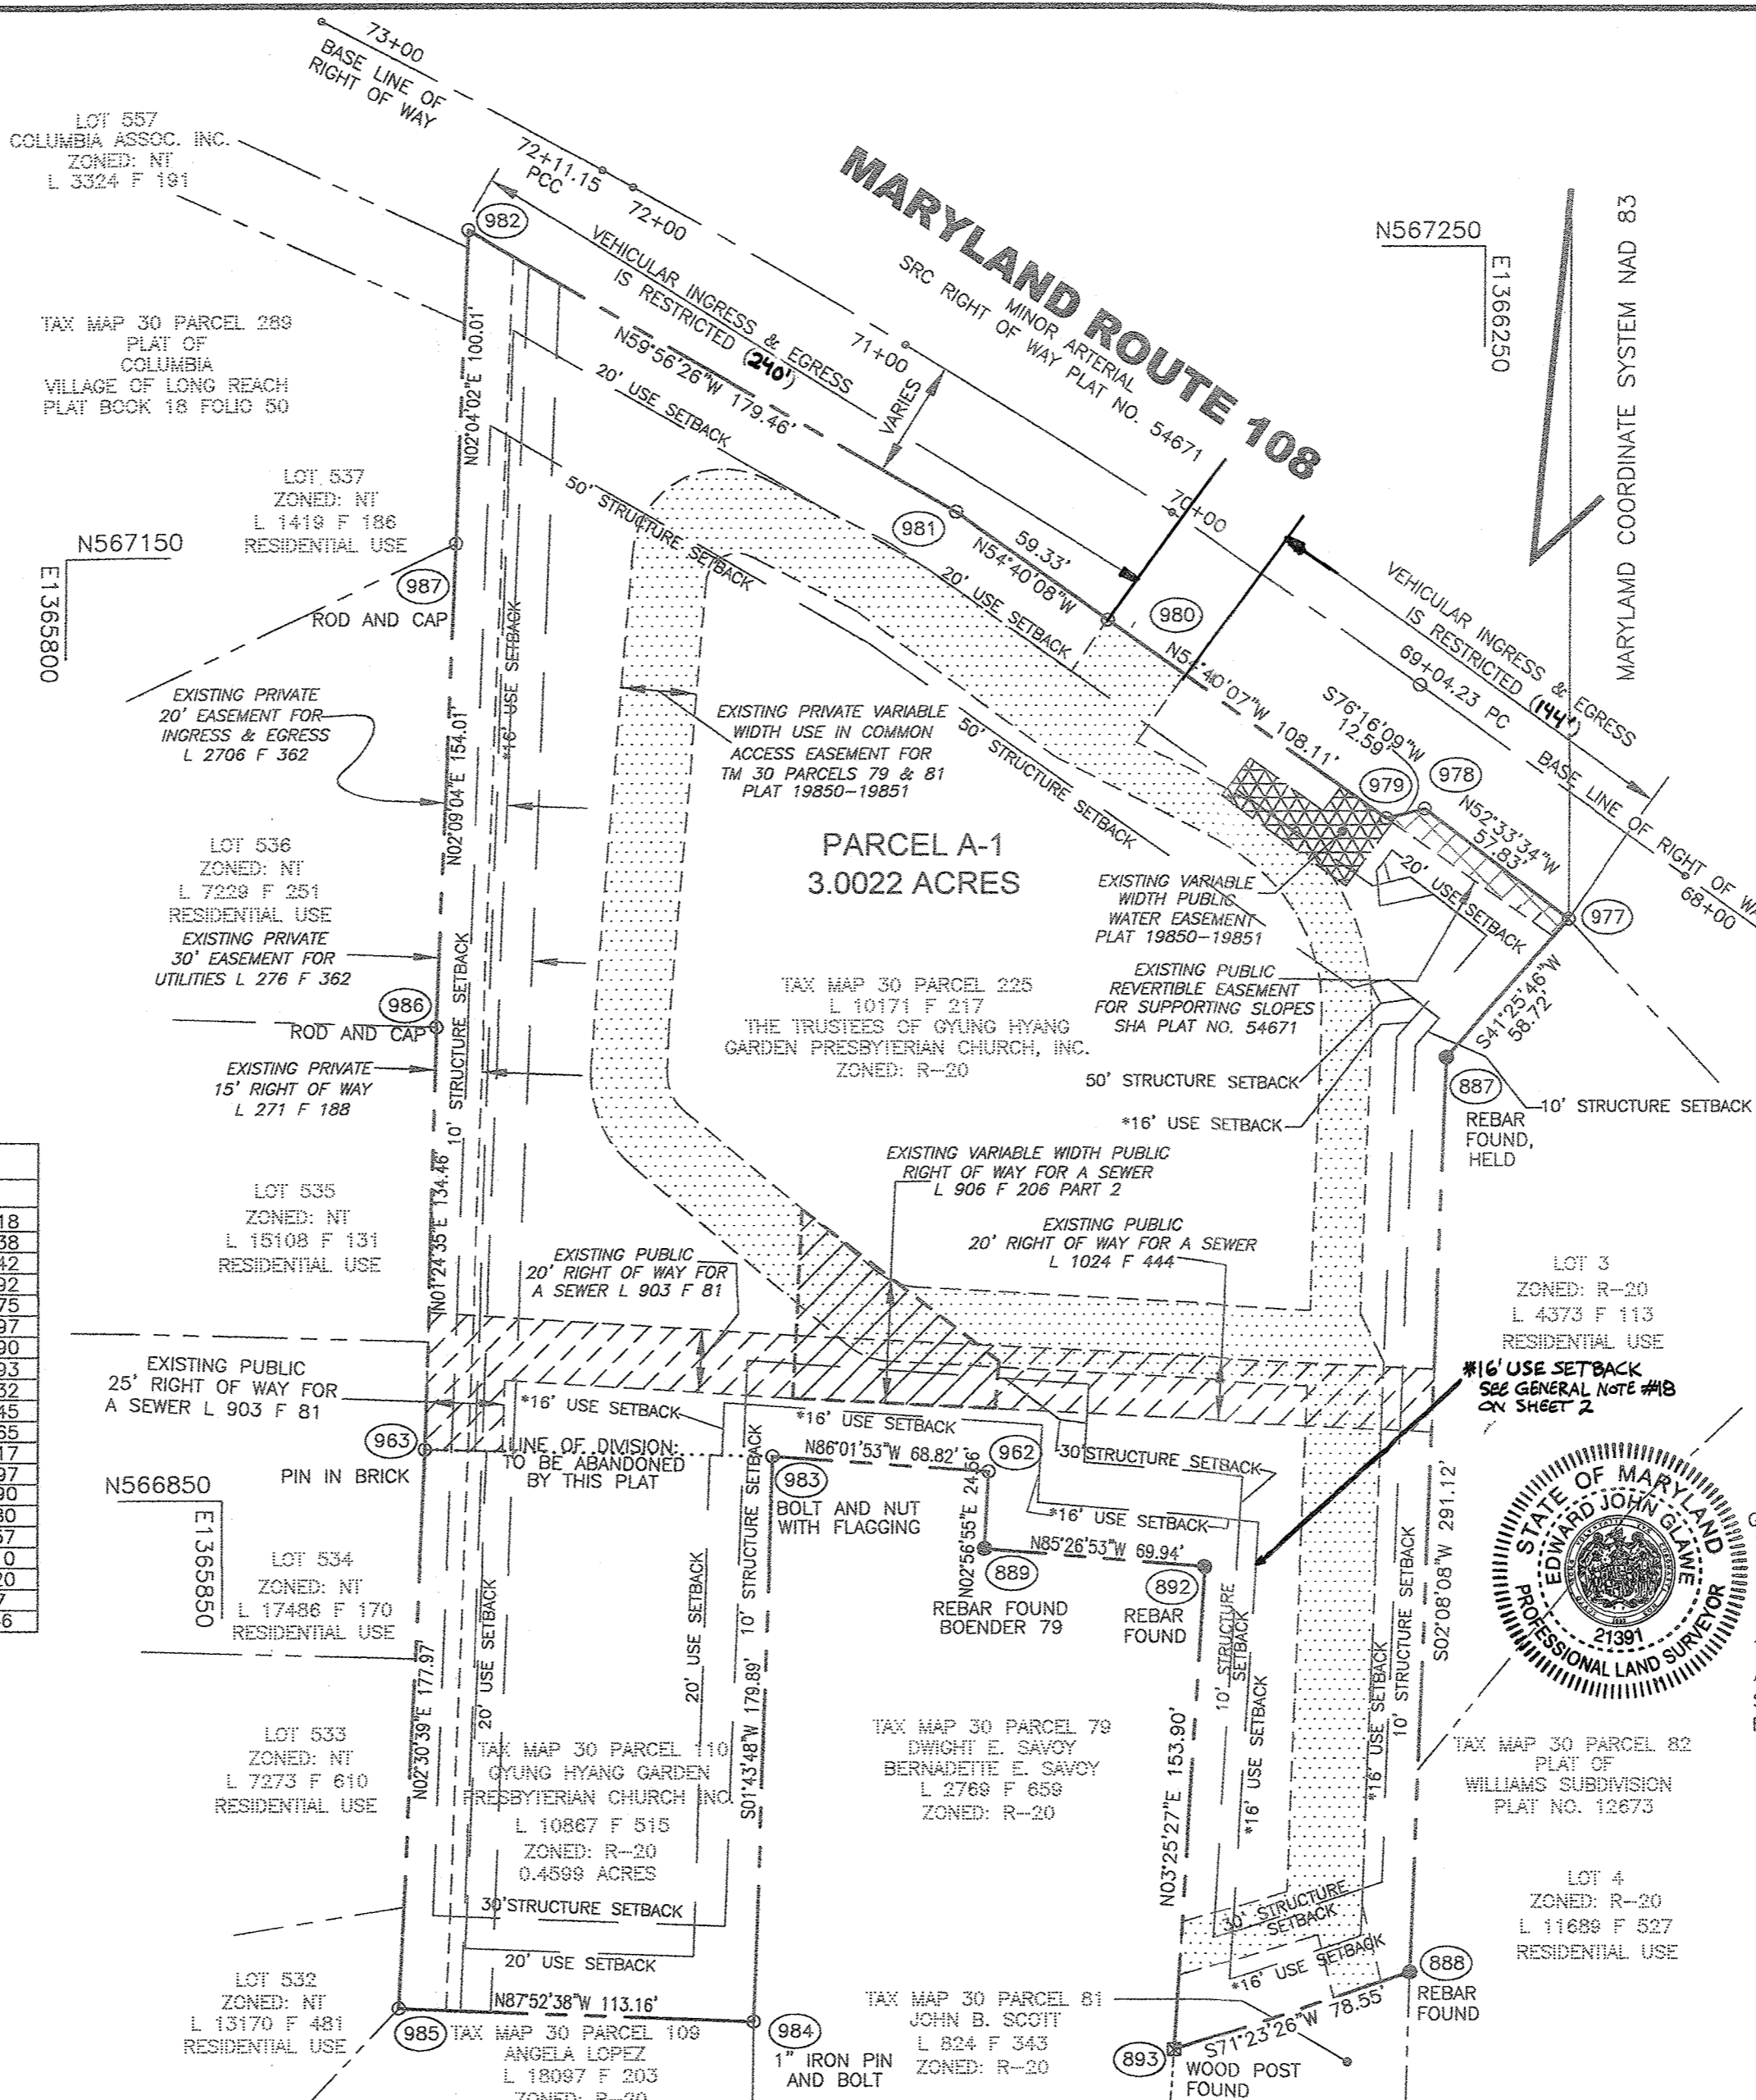 73+00
BASE LINE OF
RIGHT OF WAY
LOT 557
COLUMBIA ASSOC. INC.
ZONED: NT
L 3324 F 191
72+11.15
PCC
72+00
982
VEHICULAR INGRESS & EGRESS
IS RESTRICTED (240')
MARYLAND ROUTE 108
MINOR ARTERIAL
SRC RIGHT OF WAY PLAT NO. 54671
N567250
E1366250
MARYLAND COORDINATE SYSTEM NAD 83
TAX MAP 30 PARCEL 289
PLAT OF
COLUMBIA
VILLAGE OF LONG REACH
PLAT BOOK 18 FOLIO 50
N02°04'02"E 100.01'
N59°56'26"W 179.46'
20' USE SETBACK
71+00
VARIES
50' STRUCTURE SETBACK
LOT 537
ZONED: NT
L 1419 F 186
RESIDENTIAL USE
N567150
E1365800
987
ROD AND CAP
*16' USE SETBACK
981
59.33'
N54°40'08"W
20' USE SETBACK
70+00
980
VEHICULAR INGRESS & EGRESS
IS RESTRICTED (144')
69+04.23 PC
BASE LINE OF RIGHT OF WA
68+00
N54°40'07"W 108.11'
S76°16'09"W
12.59'
979
978
N52°33'34"W
57.83'
20' USE SETBACK
977
EXISTING PRIVATE
20' EASEMENT FOR
INGRESS & EGRESS
L 2706 F 362
N02°09'04"E 154.01'
EXISTING PRIVATE VARIABLE
WIDTH USE IN COMMON
ACCESS EASEMENT FOR
TM 30 PARCELS 79 & 81
PLAT 19850-19851
50' STRUCTURE SETBACK
PARCEL A-1
3.0022 ACRES
EXISTING VARIABLE
WIDTH PUBLIC
WATER EASEMENT
PLAT 19850-19851
LOT 536
ZONED: NT
L 7229 F 251
RESIDENTIAL USE
EXISTING PRIVATE
30' EASEMENT FOR
UTILITIES L 276 F 362
986
ROD AND CAP
10' STRUCTURE SETBACK
EXISTING PRIVATE
15' RIGHT OF WAY
L 271 F 188
TAX MAP 30 PARCEL 225
L 10171 F 217
THE TRUSTEES OF GYUNG HYANG
GARDEN PRESBYTERIAN CHURCH, INC.
ZONED: R-20
EXISTING PUBLIC
REVERTIBLE EASEMENT
FOR SUPPORTING SLOPES
SHA PLAT NO. 54671
S41°25'46"W
58.72'
50' STRUCTURE SETBACK
*16' USE SETBACK
887
REBAR
FOUND,
HELD
10' STRUCTURE SETBACK
18
38
42
92
75
97
90
93
32
45
65
17
97
90
30
57
10
20
7
6
LOT 535
ZONED: NT
L 15108 F 131
RESIDENTIAL USE
N01°24'35"E 134.46'
EXISTING VARIABLE WIDTH PUBLIC
RIGHT OF WAY FOR A SEWER
L 906 F 206 PART 2
EXISTING PUBLIC
20' RIGHT OF WAY FOR A SEWER
L 1024 F 444
EXISTING PUBLIC
20' RIGHT OF WAY FOR
A SEWER L 903 F 81
LOT 3
ZONED: R-20
L 4373 F 113
RESIDENTIAL USE
*16' USE SETBACK
SEE GENERAL NOTE #18
ON SHEET 2
EXISTING PUBLIC
25' RIGHT OF WAY FOR
A SEWER L 903 F 81
*16' USE SETBACK
*16' USE SETBACK
963
PIN IN BRICK
LINE OF DIVISION
TO BE ABANDONED
BY THIS PLAT
N86°01'53"W 68.82'
962
30' STRUCTURE SETBACK
983
BOLT AND NUT
WITH FLAGGING
N02°56'55"E 24.56'
*16' USE SETBACK
N566850
E1365850
889
REBAR FOUND
BOENDER 79
N85°26'53"W 69.94'
892
REBAR
FOUND
STATE OF MARYLAND
EDWARD JOHN GLAWE
21391
PROFESSIONAL LAND SURVEYOR
LOT 534
ZONED: NT
L 17486 F 170
RESIDENTIAL USE
N02°30'39"E 177.97
20' USE SETBACK
20' USE SETBACK
10' STRUCTURE SETBACK
S01°43'48"W 179.89'
10' STRUCTURE
SETBACK
*16' USE SETBACK
*16' USE SETBACK
10' STRUCTURE SETBACK
S02°08'08"W 291.12'
LOT 533
ZONED: NT
L 7273 F 610
RESIDENTIAL USE
TAX MAP 30 PARCEL 110
GYUNG HYANG GARDEN
PRESBYTERIAN CHURCH INC.
L 10867 F 515
ZONED: R-20
0.4599 ACRES
TAX MAP 30 PARCEL 79
DWIGHT E. SAVOY
BERNADETTE E. SAVOY
L 2769 F 659
ZONED: R-20
N03°25'27"E 153.90'
TAX MAP 30 PARCEL 82
PLAT OF
WILLIAMS SUBDIVISION
PLAT NO. 12673
LOT 4
ZONED: R-20
L 11689 F 527
RESIDENTIAL USE
30' STRUCTURE SETBACK
20' USE SETBACK
30' STRUCTURE
SETBACK
*16' USE SETBACK
888
REBAR
FOUND
LOT 532
ZONED: NT
L 13170 F 481
RESIDENTIAL USE
N87°52'38"W 113.16'
985
TAX MAP 30 PARCEL 109
ANGELA LOPEZ
L 18097 F 203
ZONED: R-20
984
1" IRON PIN
AND BOLT
TAX MAP 30 PARCEL 81
JOHN B. SCOTT
L 824 F 343
ZONED: R-20
S71°23'26"W 78.55'
893
WOOD POST
FOUND